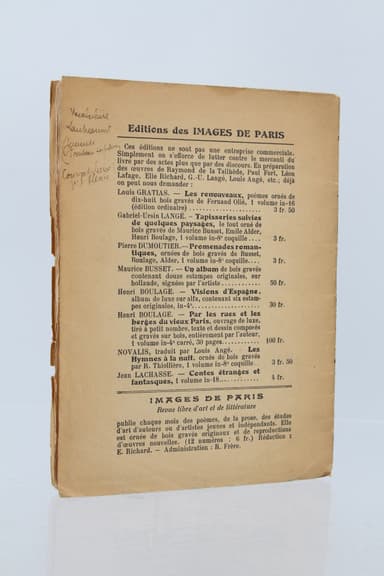 Editions des IMAGES DE PARIS
Ces éditions ne sont pas une entreprise commerciale.
Simplement on s'efforce de lutter contre le mercanti du
livre par des actes plus que par des discours. En préparation
des œuvres de Raymond de la Tailhède, Paul Fort, Léon
Lafage, Elie Richard, G.-U. Langé, Louis Angé, etc.; déjà
on peut nous demander :
Louis GRATIAS. — Les renouveaux, poèmes ornés de
dix-huit bois gravés de Fernand Olié, 1 volume in-16
(édition ordinaire) .................... 3 fr. 50
Gabriel-Ursin LANGÉ. - Tapisseries suivies
de quelques paysages, le tout orné de
bois gravés de Maurice Busset, Emile Alder,
Henri Boulage, 1 volume in-8° coquille .... 3 fr.
Pierre DUMOUTIER.—Promenades roman-
tiques, ornées de bois gravés de Busset,
Boulage, Alder, 1 volume in-8° coquille .... 3 fr.
Maurice BUSSET. — Un album de bois gravés
contenant douze estampes originales, sur
hollande, signées par l'artiste ........... 50 fr.
Henri BOULAGE. — Visions d'Espagne,
album de luxe sur alfa, contenant six estam-
pes originales, in-4° ................. 30 fr.
Henri BOULAGE. — Par les rues et les
berges du vieux Paris, ouvrage de luxe,
tiré à petit nombre, texte et dessin composés
et gravés sur bois, entièrement par l'auteur,
1 volume in-4° carré, 30 pages .......... 100 fr.
NOVALIS, traduit par Louis Angé. Les
Hymnes à la nuit, ornés de bois gravés
par R. Thiollière, in-8° coquille ........ 3 fr. 50
Jean LACHASSE. — Contes étranges et
fantasques, 1 volume in-18 ............. 4 fr.
IMAGES DE PARIS
Revue libre d'art et de littérature
publie chaque mois des poèmes, de la prose, des études
d'art d'auteurs ou d'artistes jeunes et indépendants. Elle
est ornée de bois gravés originaux et de reproductions
d'œuvres nouvelles. (12 numéros : 6 fr.) Rédaction :
E. Richard. — Administration : R. Frère.